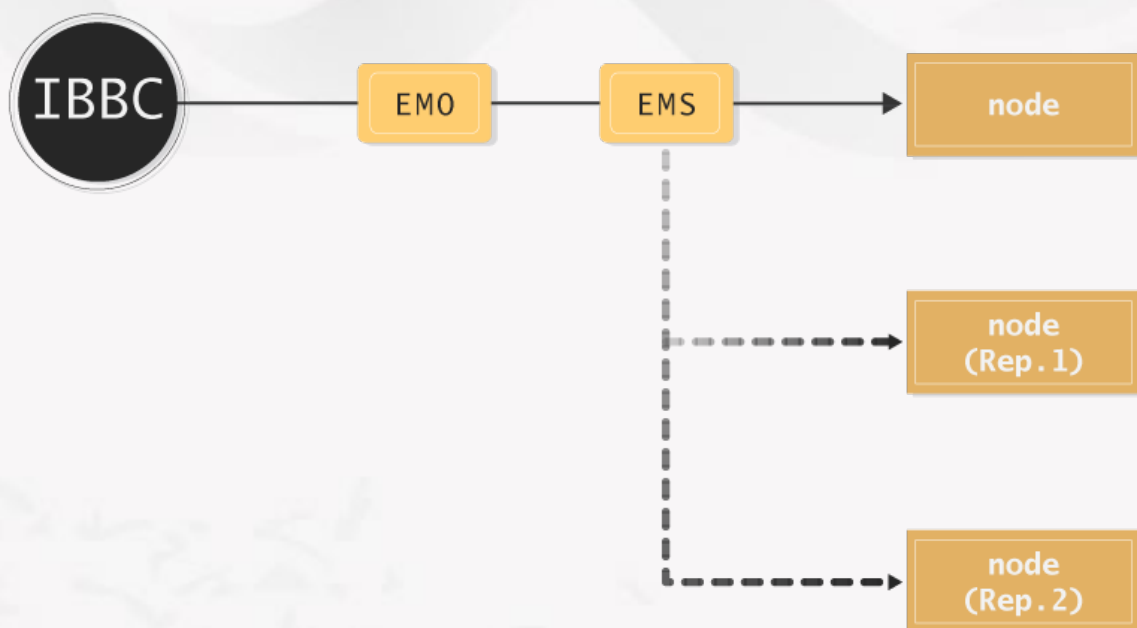 IBBC
EMO
EMS
node
node
(Rep.1)
node
(Rep.2)